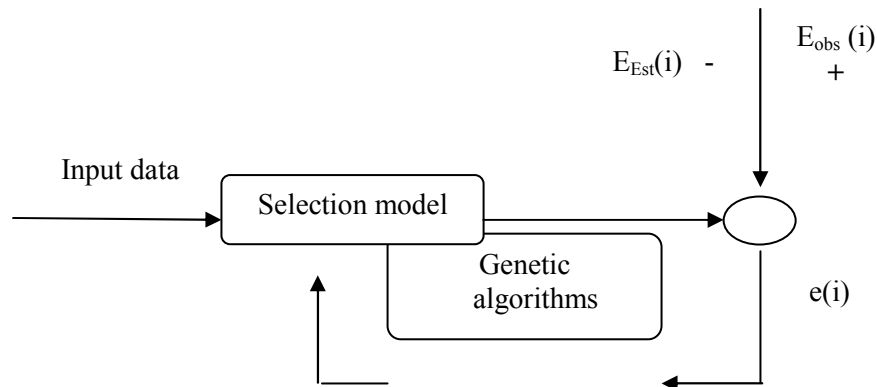 E_Est(i) - E_obs (i)
+
Input data
Selection model
Genetic
algorithms
e(i)